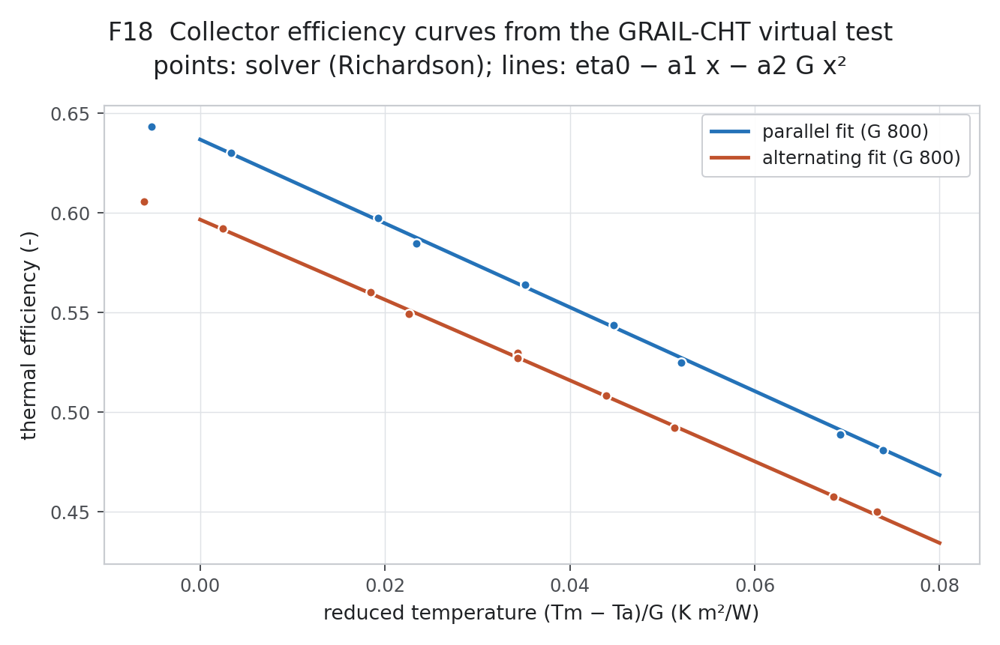 F18  Collector efficiency curves from the GRAIL-CHT virtual test
points: solver (Richardson); lines: eta0 − a1 x − a2 G x²
parallel fit (G 800)
alternating fit (G 800)
thermal efficiency (-)
0.65
0.60
0.55
0.50
0.45
0.00
0.02
0.04
0.06
0.08
reduced temperature (Tm − Ta)/G (K m²/W)